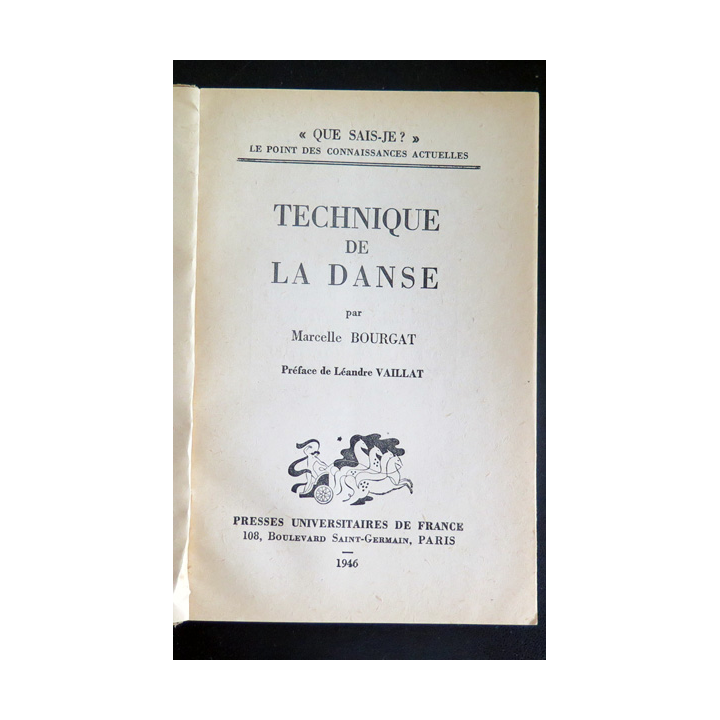 « QUE SAIS-JE ? »
LE POINT DES CONNAISSANCES ACTUELLES
TECHNIQUE
DE
LA DANSE
par
Marcelle BOURGAT
Préface de Léandre VAILLAT
PRESSES UNIVERSITAIRES DE FRANCE
108, BOULEVARD SAINT-GERMAIN, PARIS
—
1946